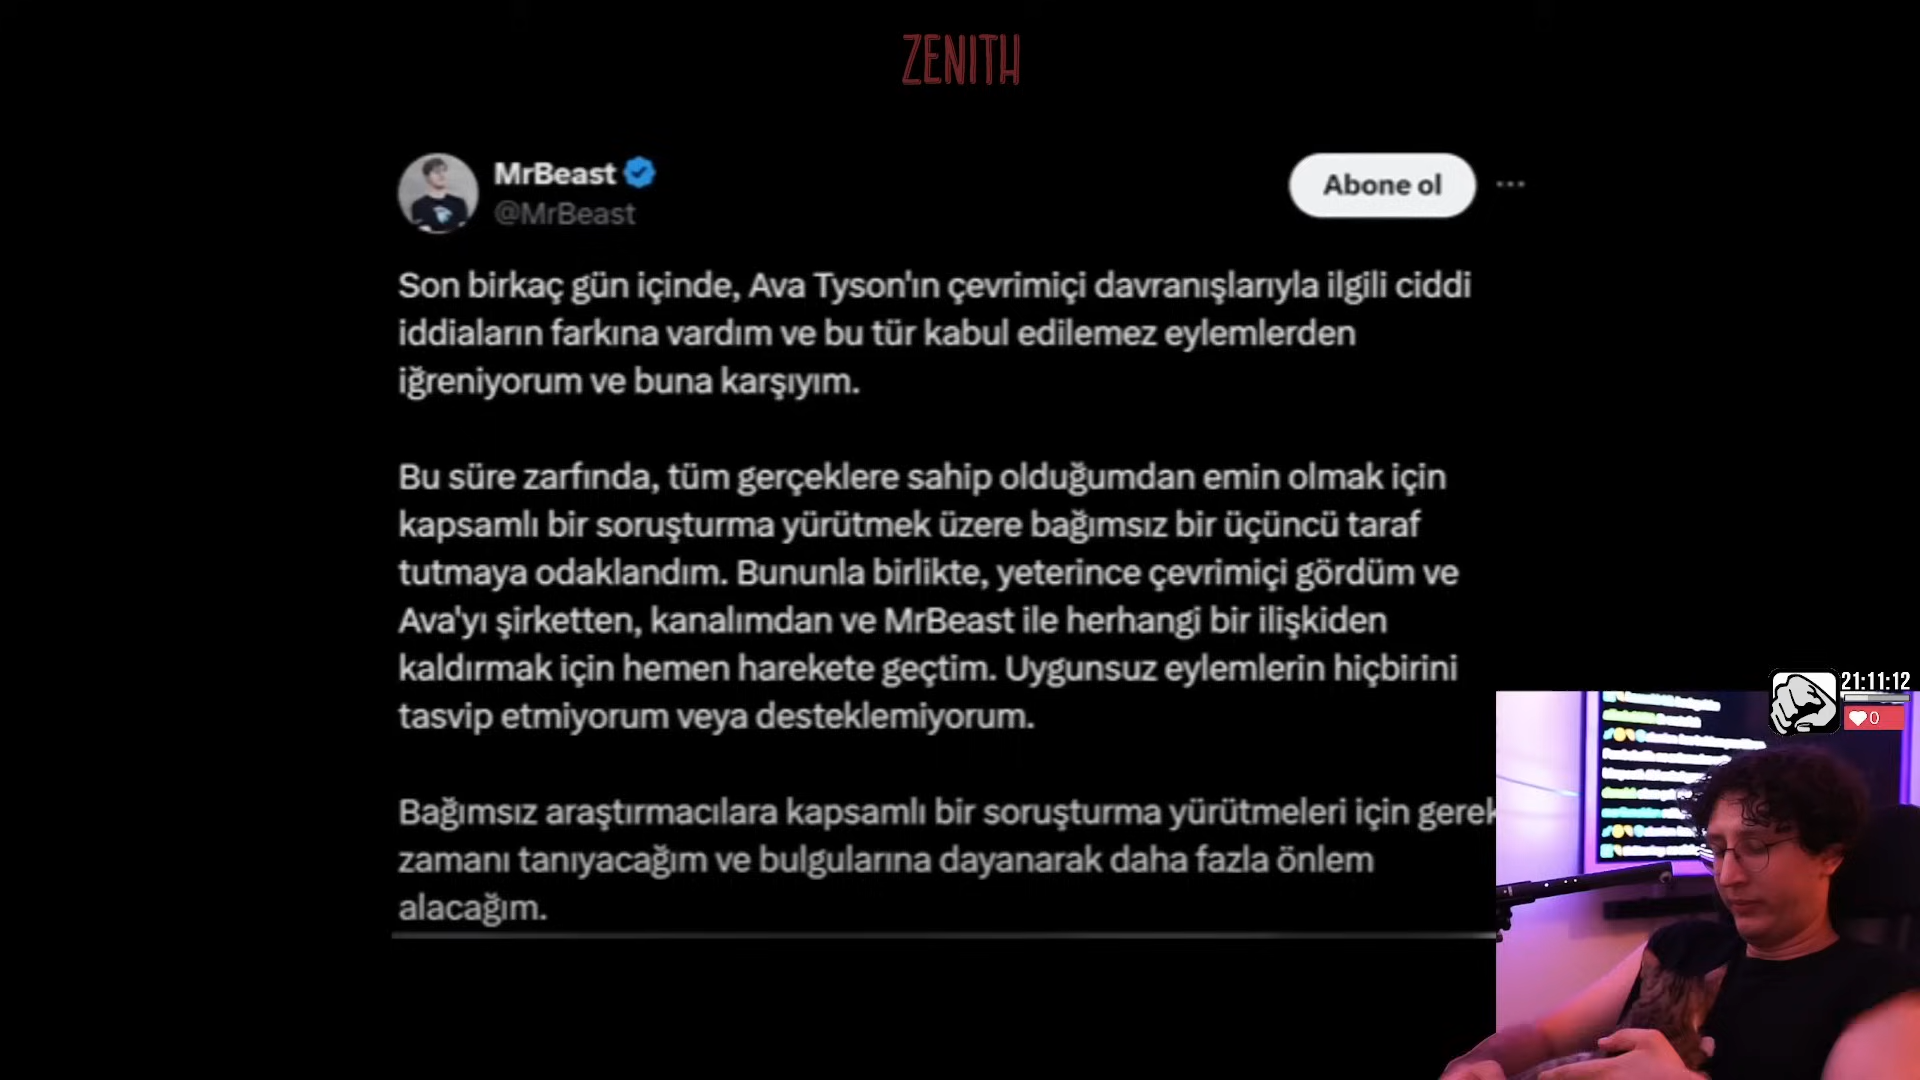 ZENITH
MrBeast
@MrBeast
Abone ol
Son birkaç gün içinde, Ava Tyson'ın çevrimiçi davranışlarıyla ilgili ciddi
iddiaların farkına vardım ve bu tür kabul edilemez eylemlerden
iğreniyorum ve buna karşıyım.
Bu süre zarfında, tüm gerçeklere sahip olduğumdan emin olmak için
kapsamlı bir soruşturma yürütmek üzere bağımsız bir üçüncü taraf
tutmaya odaklandım. Bununla birlikte, yeterince çevrimiçi gördüm ve
Ava'yı şirketten, kanalımdan ve MrBeast ile herhangi bir ilişkiden
kaldırmak için hemen harekete geçtim. Uygunsuz eylemlerin hiçbirini
tasvip etmiyorum veya desteklemiyorum.
Bağımsız araştırmacılara kapsamlı bir soruşturma yürütmeleri için gerek
zamanı tanıyacağım ve bulgularına dayanarak daha fazla önlem
alacağım.
21:11:12
0